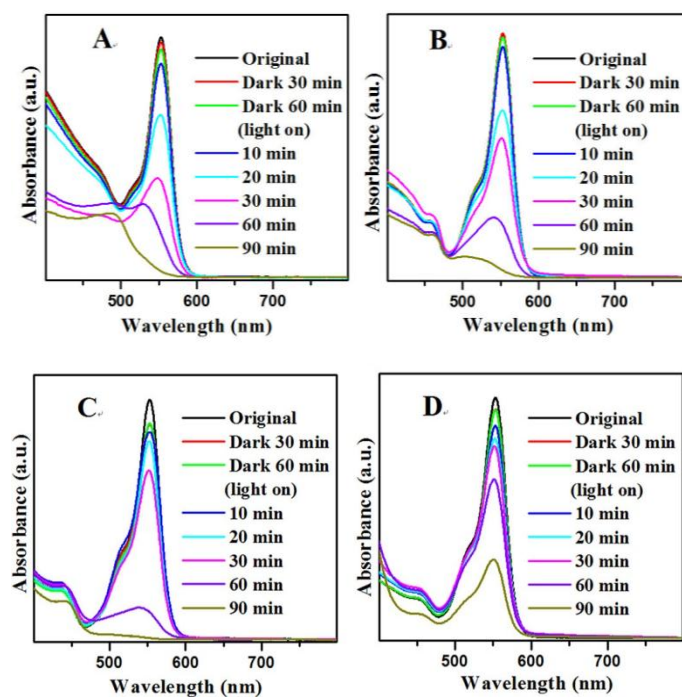 A
Original
Dark 30 min
Dark 60 min
(light on)
10 min
20 min
30 min
60 min
90 min
Absorbance (a.u.)
500 600 700
Wavelength (nm)
B
Original
Dark 30 min
Dark 60 min
(light on)
10 min
20 min
30 min
60 min
90 min
Absorbance (a.u.)
500 600 700
Wavelength (nm)
C
Original
Dark 30 min
Dark 60 min
(light on)
10 min
20 min
30 min
60 min
90 min
Absorbance (a.u.)
500 600 700
Wavelength (nm)
D
Original
Dark 30 min
Dark 60 min
(light on)
10 min
20 min
30 min
60 min
90 min
Absorbance (a.u.)
500 600 700
Wavelength (nm)